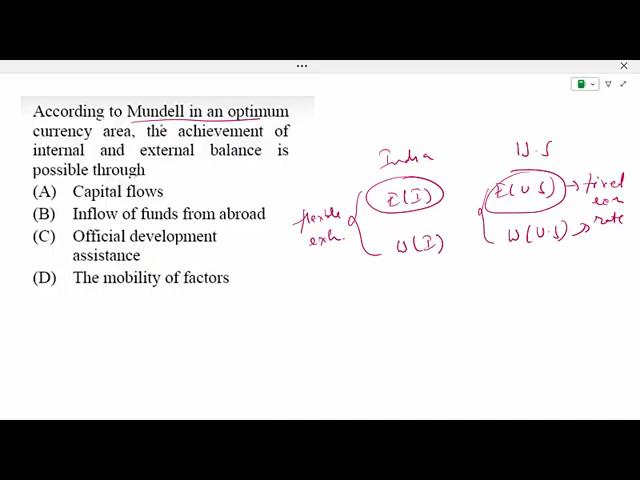 According to Mundell in an optimum
currency area, the achievement of
internal and external balance is
possible through
(A) Capital flows
(B) Inflow of funds from abroad
(C) Official development
assistance
(D) The mobility of factors
India
U.S
E(I)
E(U S)
fixed
rate
flexible
exh.
W(I)
W(U.S)